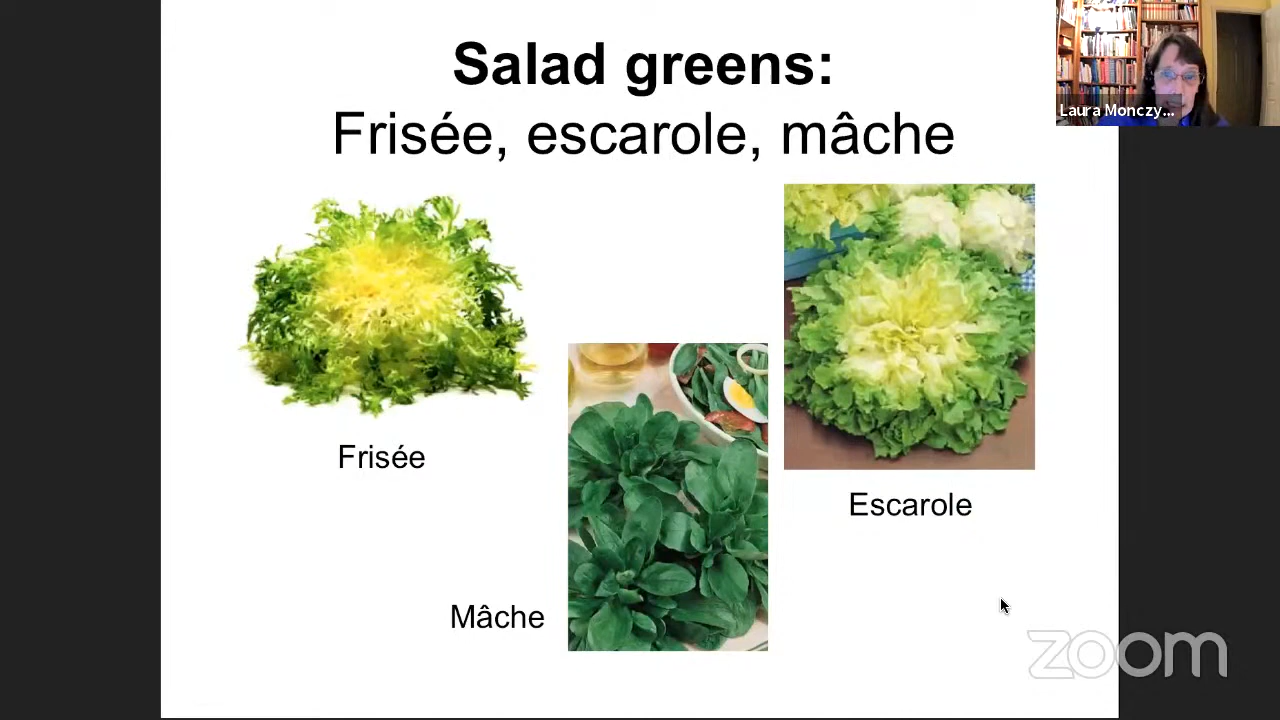 Salad greens:
Frisée, escarole, mâche
Laura Monczy...
Frisée
Escarole
Mâche
zoom